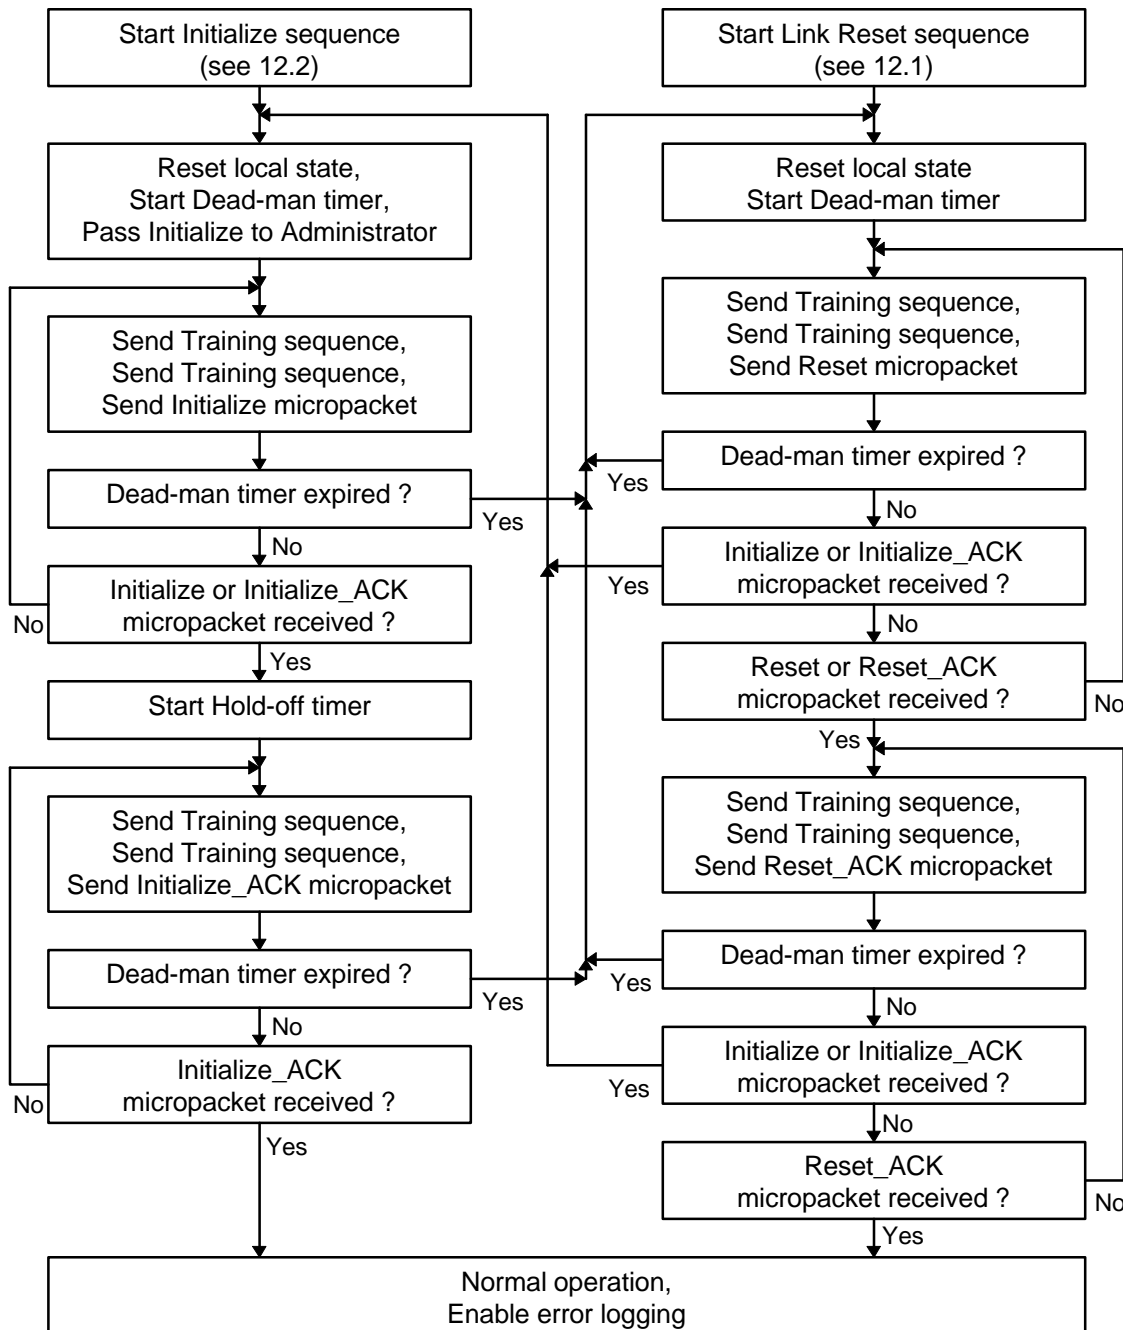 Start Initialize sequence
(see 12.2)
Reset local state,
Start Dead-man timer,
Pass Initialize to Administrator
Send Training sequence,
Send Training sequence,
Send Initialize micropacket
Dead-man timer expired ?
Yes
No
Initialize or Initialize_ACK
micropacket received ?
No
Yes
Start Hold-off timer
Send Training sequence,
Send Training sequence,
Send Initialize_ACK micropacket
Dead-man timer expired ?
Yes
No
Initialize_ACK
micropacket received ?
No
Yes
Start Link Reset sequence
(see 12.1)
Reset local state
Start Dead-man timer
Send Training sequence,
Send Training sequence,
Send Reset micropacket
Dead-man timer expired ?
Yes
No
Initialize or Initialize_ACK
micropacket received ?
Yes
No
Reset or Reset_ACK
micropacket received ?
No
Yes
Send Training sequence,
Send Training sequence,
Send Reset_ACK micropacket
Dead-man timer expired ?
Yes
No
Initialize or Initialize_ACK
micropacket received ?
Yes
No
Reset_ACK
micropacket received ?
No
Yes
Normal operation,
Enable error logging